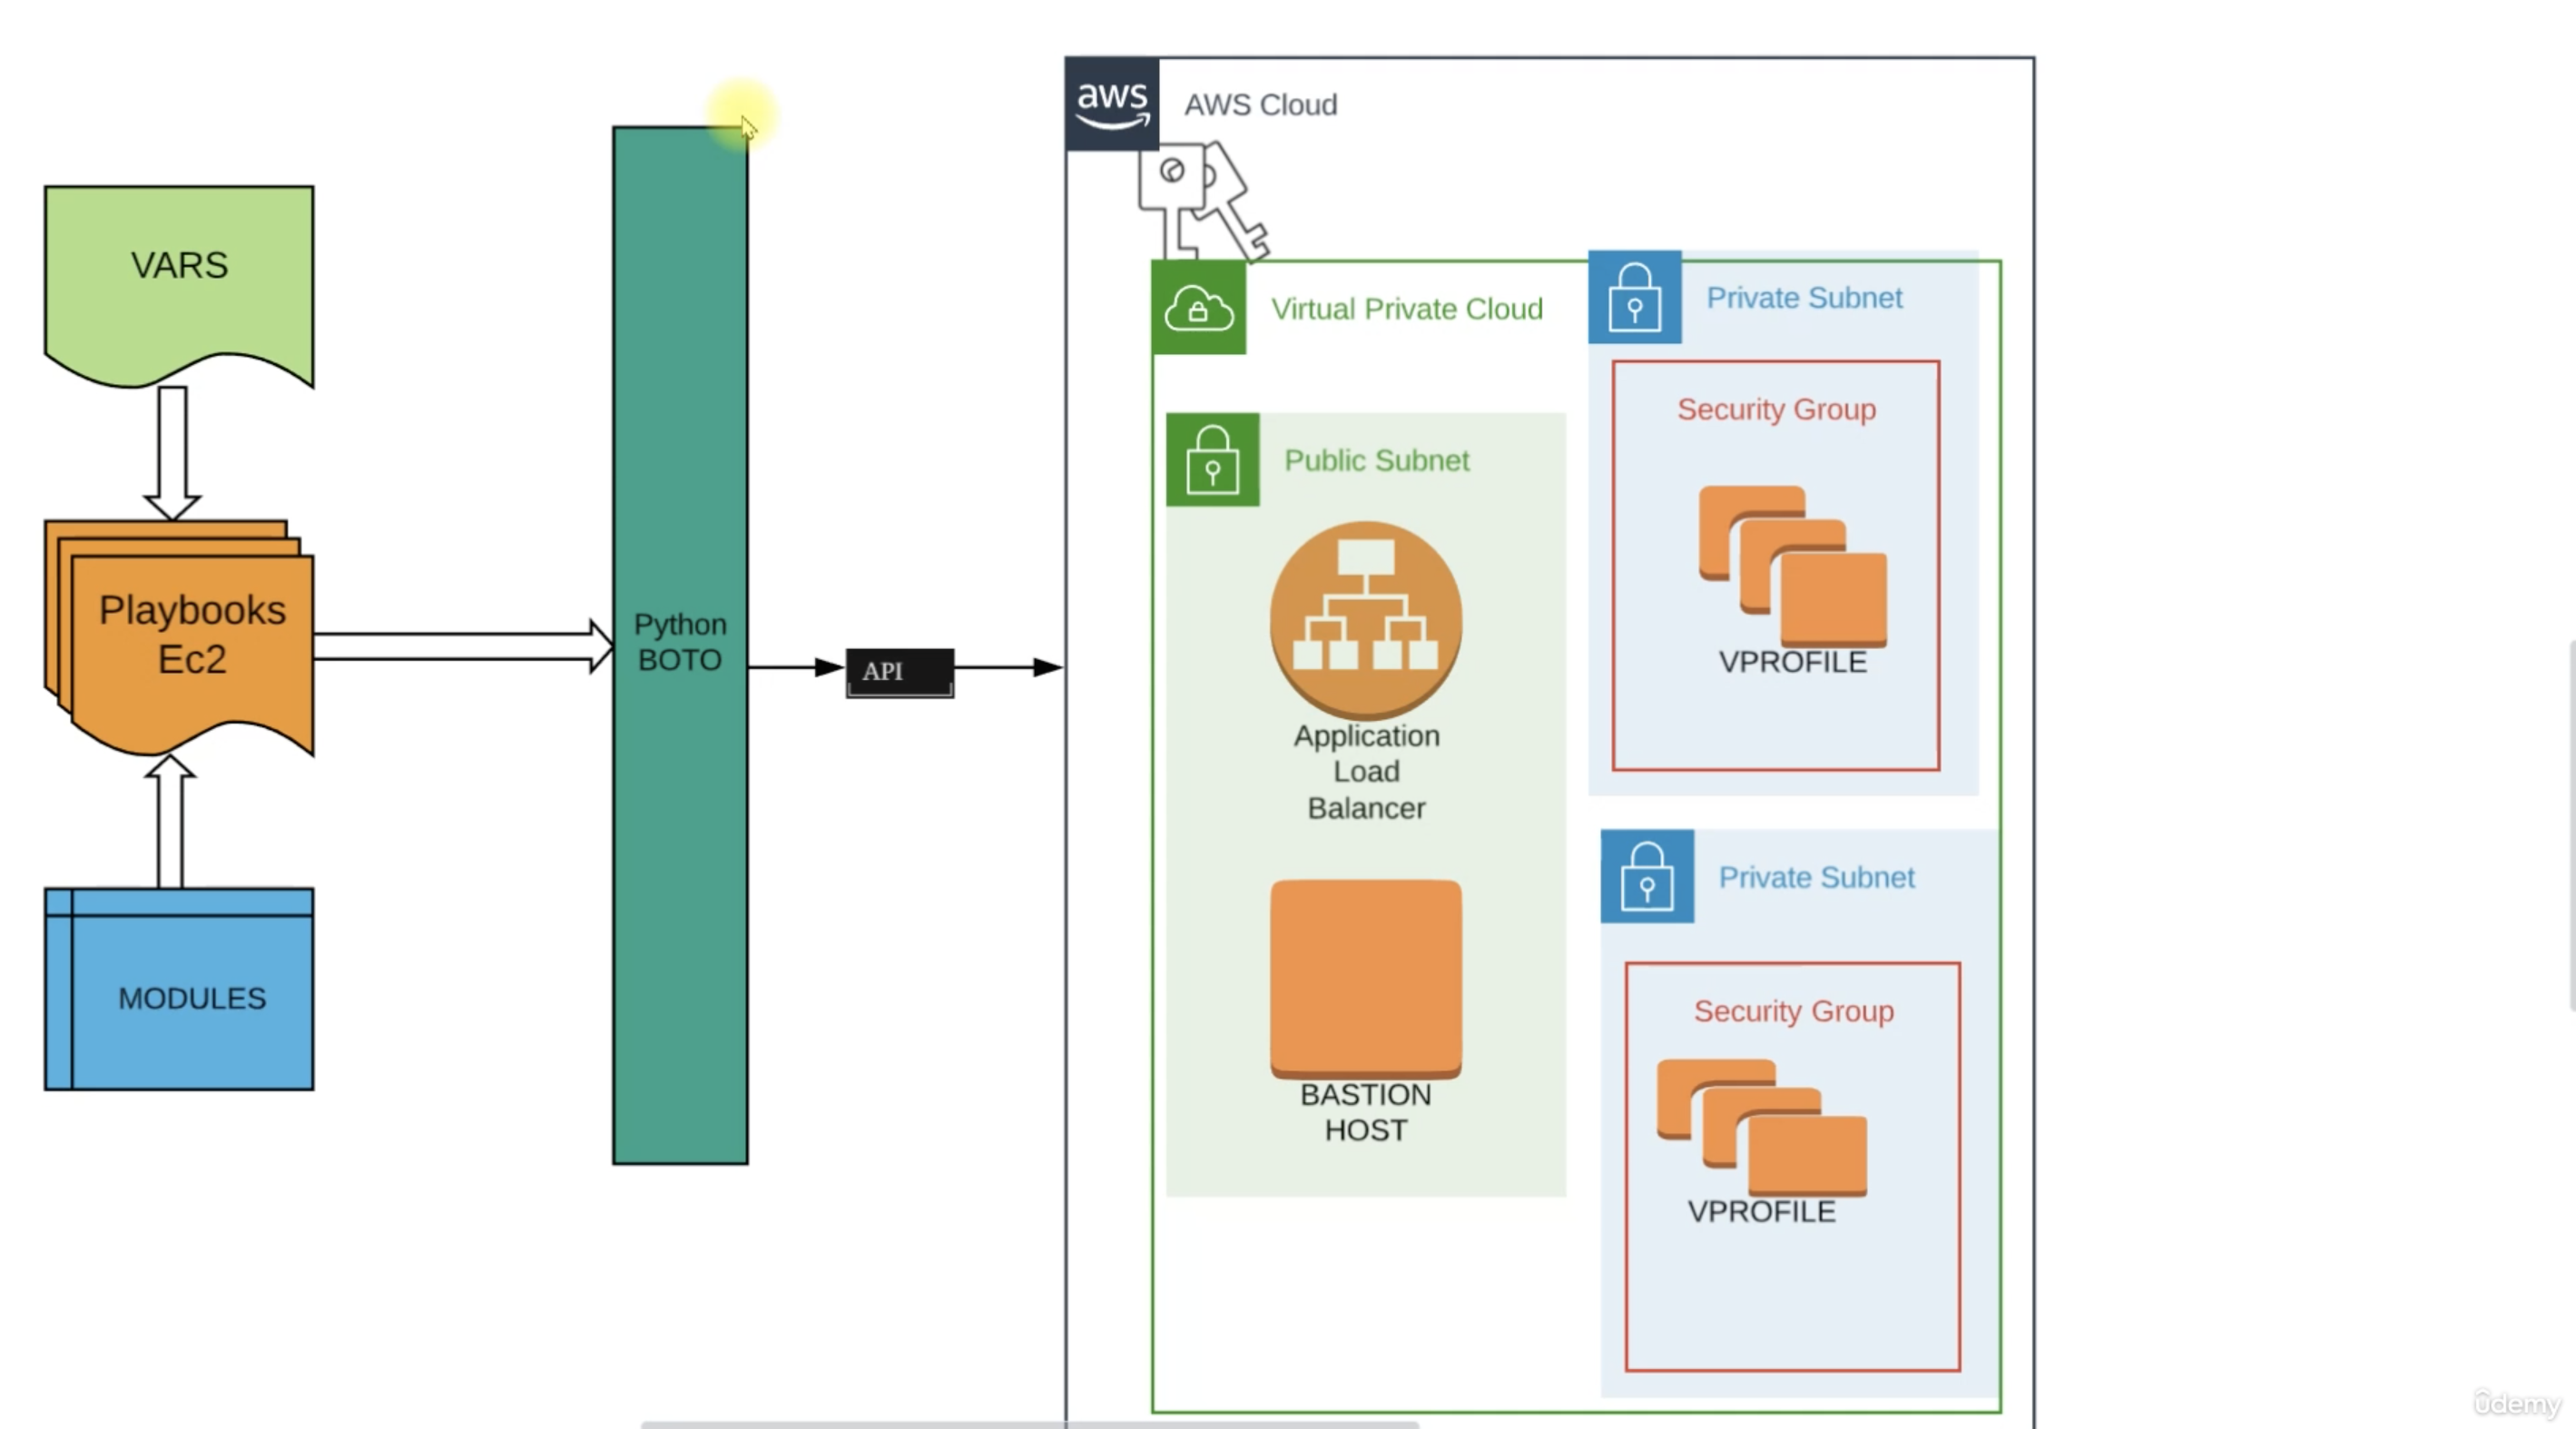 VARS
Playbooks
Ec2
MODULES
Python
BOTO
API
aws
AWS Cloud
Virtual Private Cloud
Public Subnet
Application
Load
Balancer
BASTION
HOST
Private Subnet
Security Group
VPROFILE
Private Subnet
Security Group
VPROFILE
ûdemy